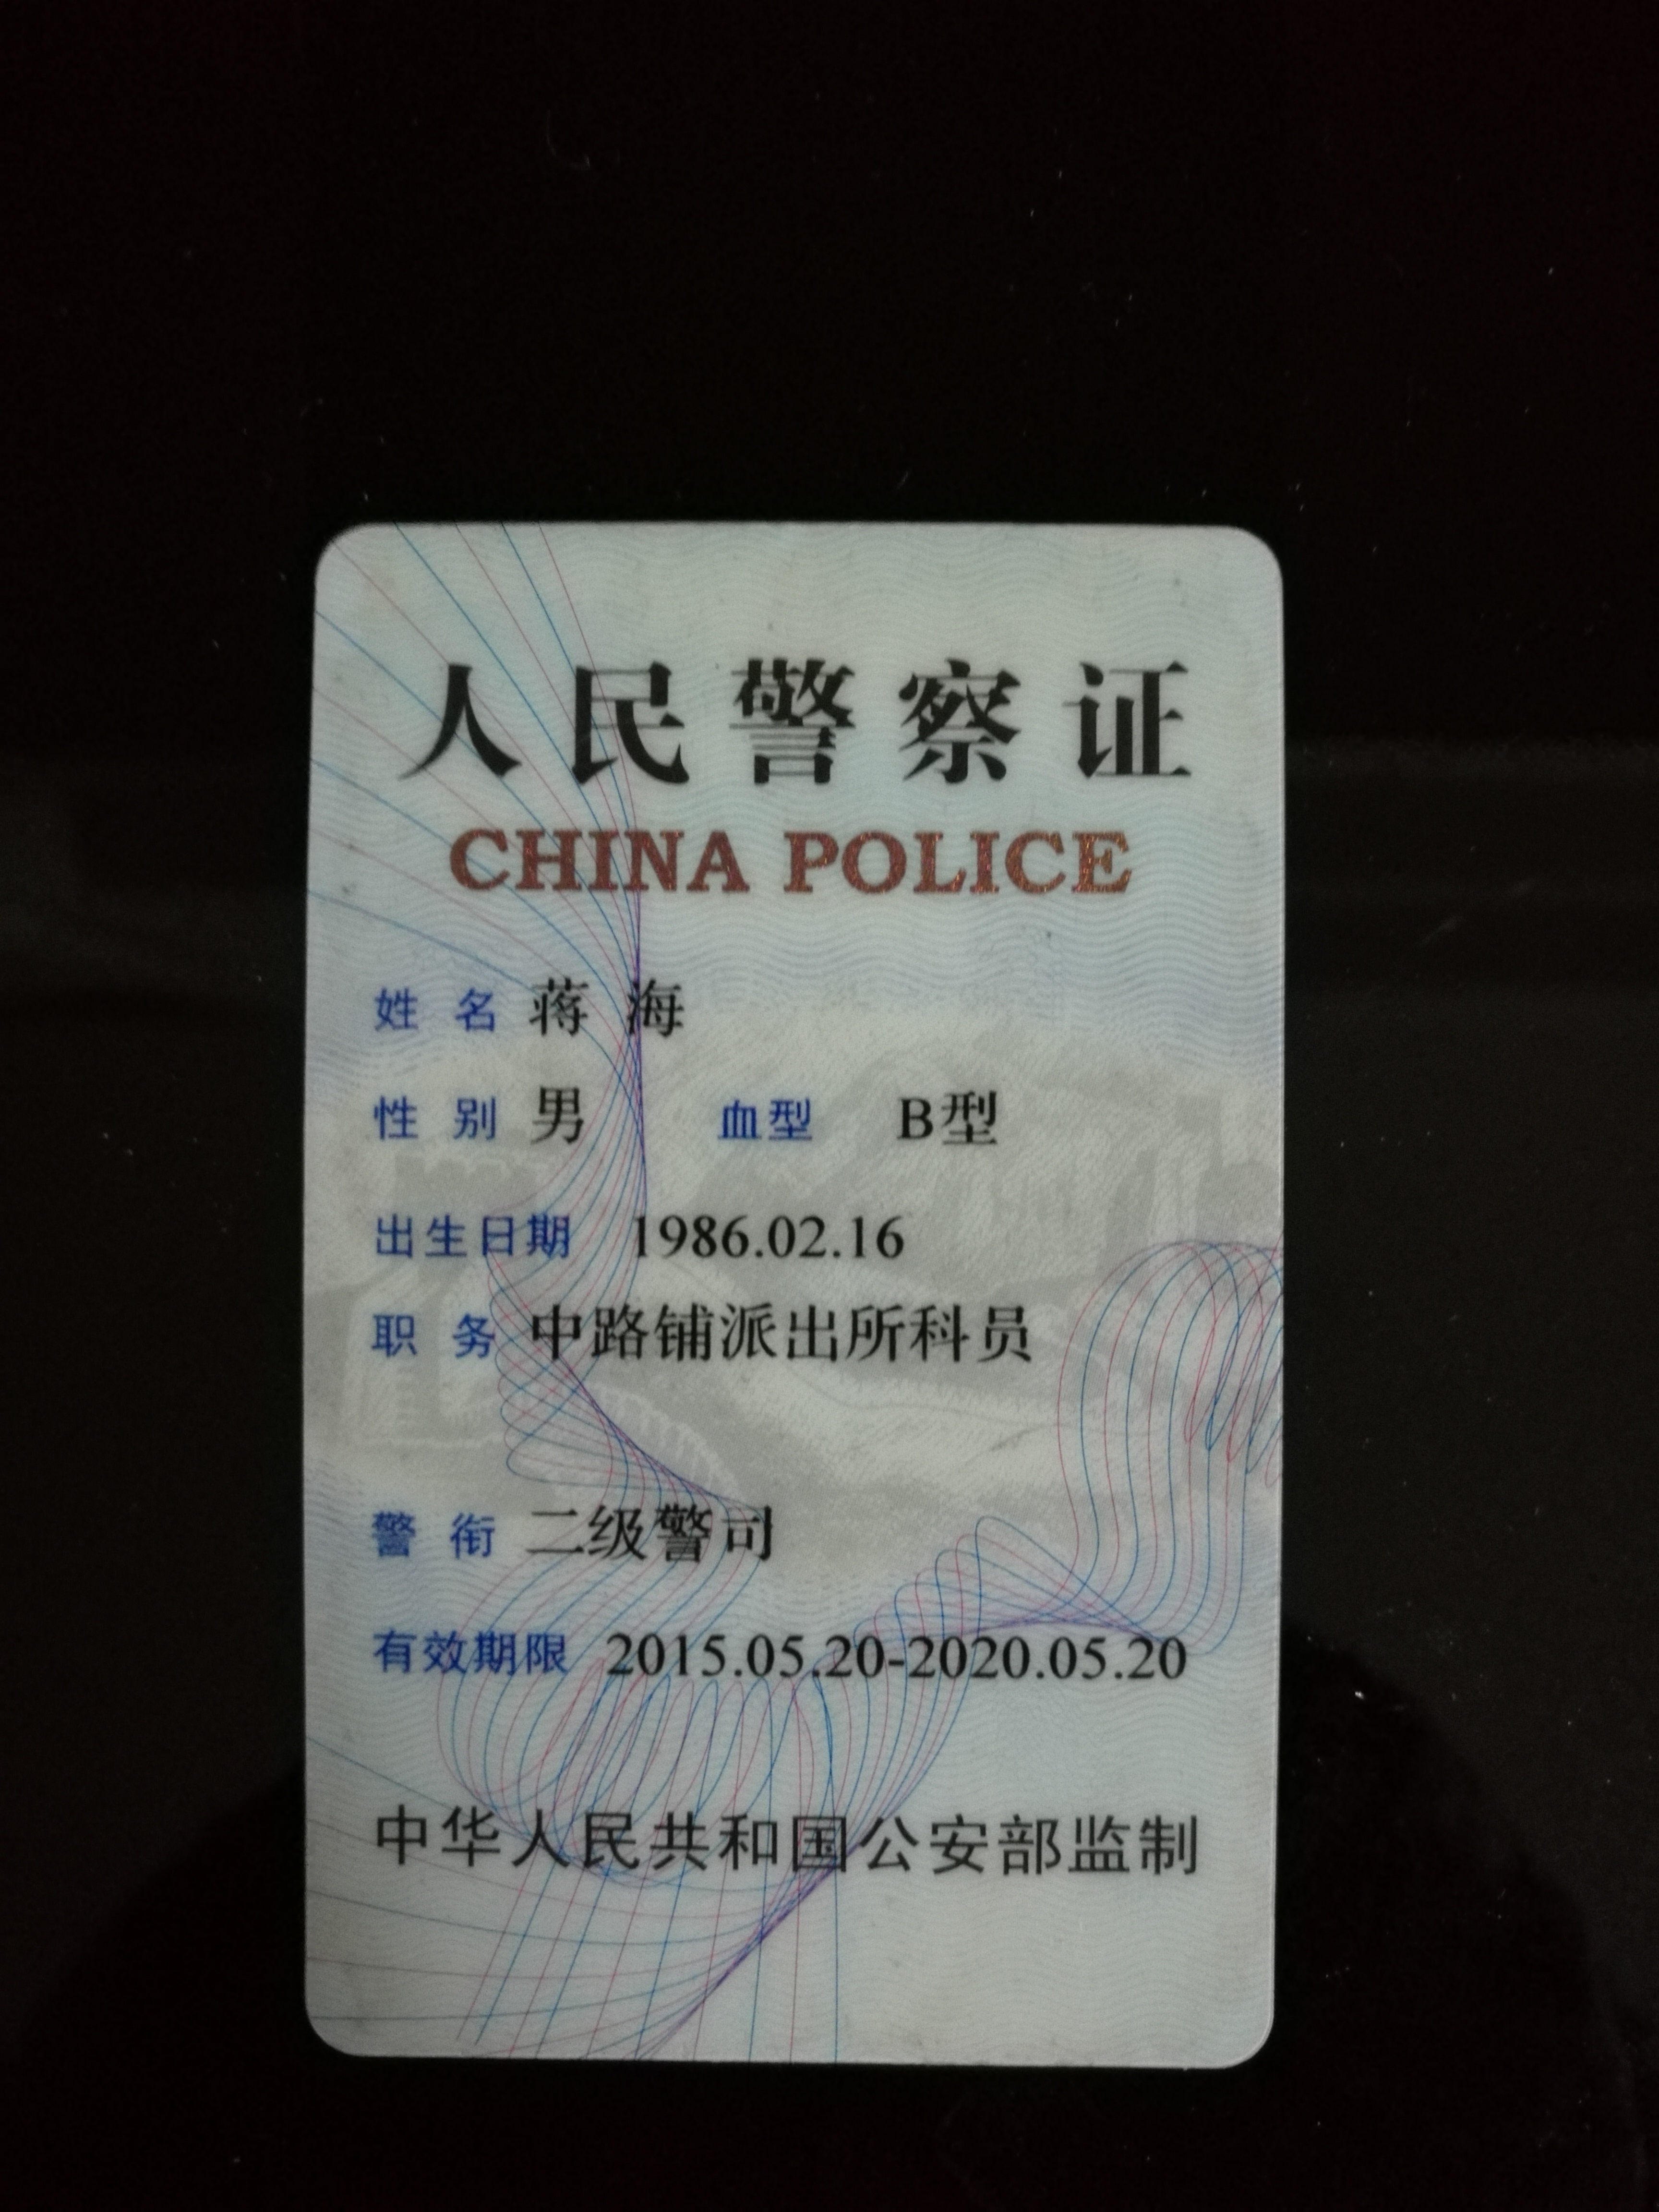 人民警察证
CHINA POLICE
姓 名 蒋 海
性 别 男 血型 B型
出生日期 1986.02.16
职 务 中路铺派出所科员
警 衔 二级警司
有效期限 2015.05.20-2020.05.20
中华人民共和国公安部监制